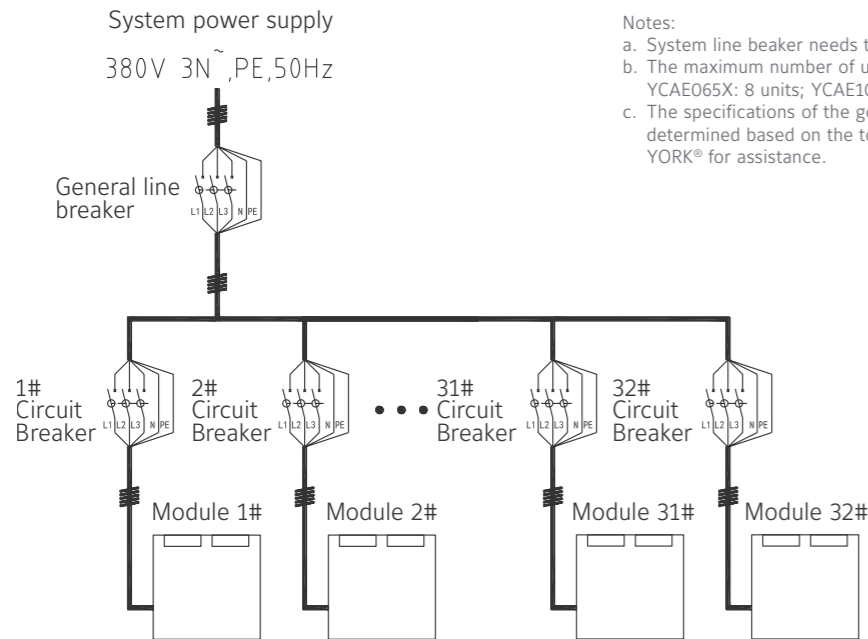 System power supply
380V 3N~,PE,50Hz
Notes:
a. System line beaker needs t
b. The maximum number of u
YCAE065X: 8 units; YCAE10
c. The specifications of the ge
determined based on the to
YORK® for assistance.
General line
breaker
L1 L2 L3 N PE
1#
Circuit
Breaker
L1 L2 L3 N PE
2#
Circuit
Breaker
L1 L2 L3 N PE
31#
Circuit
Breaker
L1 L2 L3 N PE
32#
Circuit
Breaker
L1 L2 L3 N PE
Module 1#
Module 2#
Module 31#
Module 32#